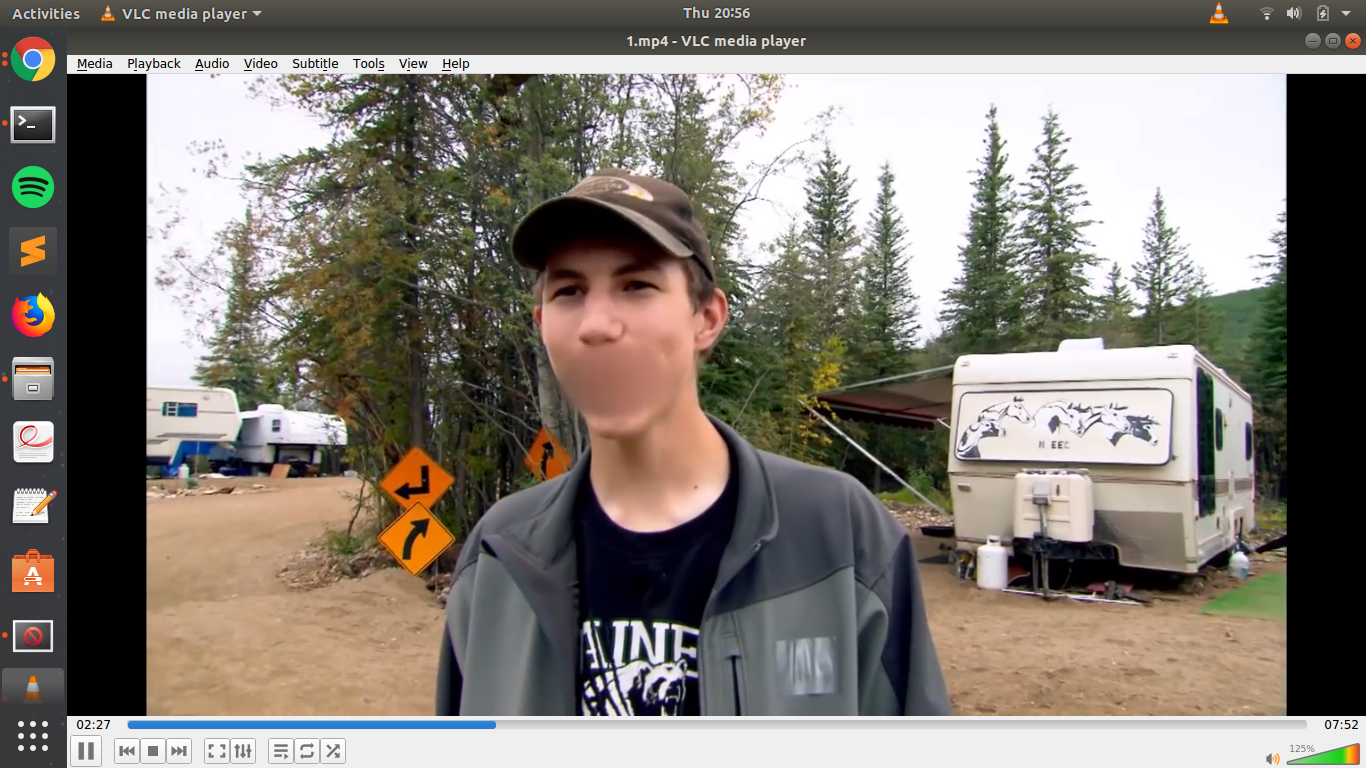 Activities
VLC media player
Thu 20:56
1.mp4 - VLC media player
Media Playback Audio Video Subtitle Tools View Help
AINE
02:27
07:52
125%